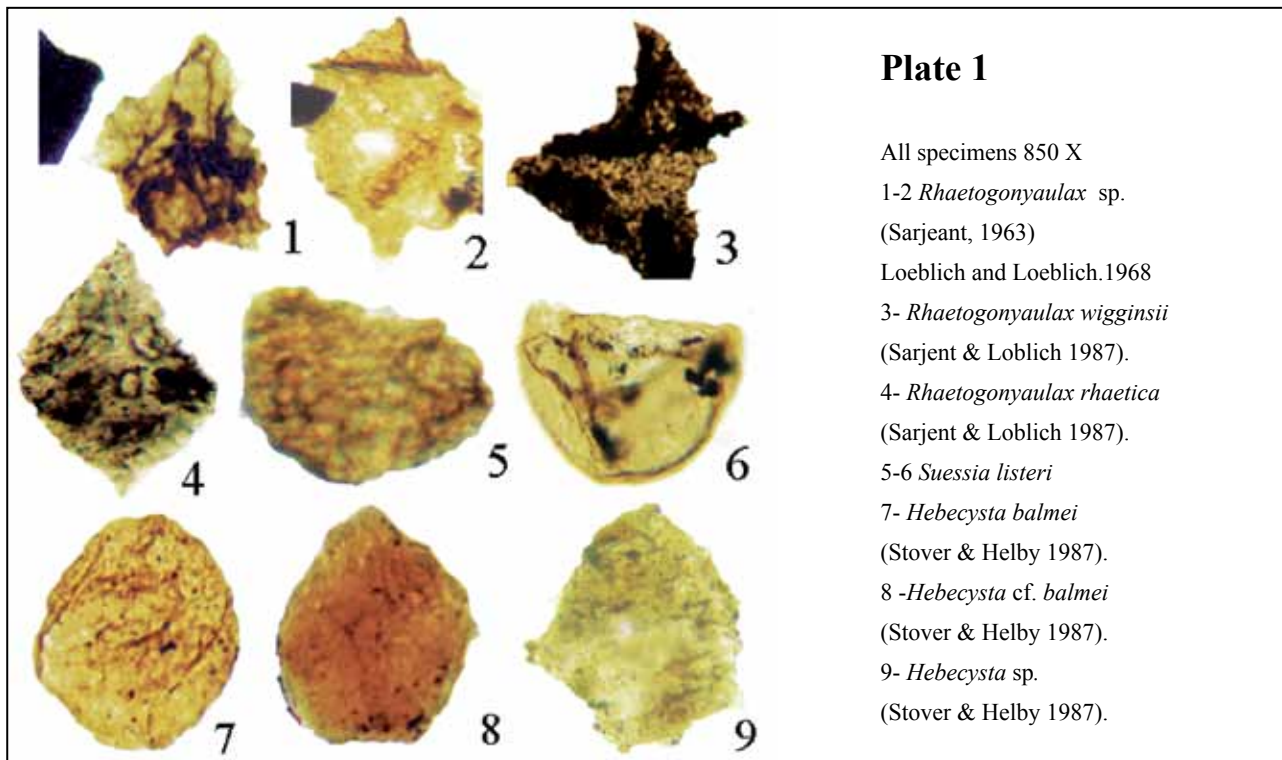 1
2
3
4
5
6
7
8
9
Plate 1
All specimens 850 X
1-2 Rhaetogonyaulax sp.
(Sarjeant, 1963)
Loeblich and Loeblich.1968
3- Rhaetogonyaulax wigginsii
(Sarjent & Loblich 1987).
4- Rhaetogonyaulax rhaetica
(Sarjent & Loblich 1987).
5-6 Suessia listeri
7- Hebecysta balmei
(Stover & Helby 1987).
8 -Hebecysta cf. balmei
(Stover & Helby 1987).
9- Hebecysta sp.
(Stover & Helby 1987).